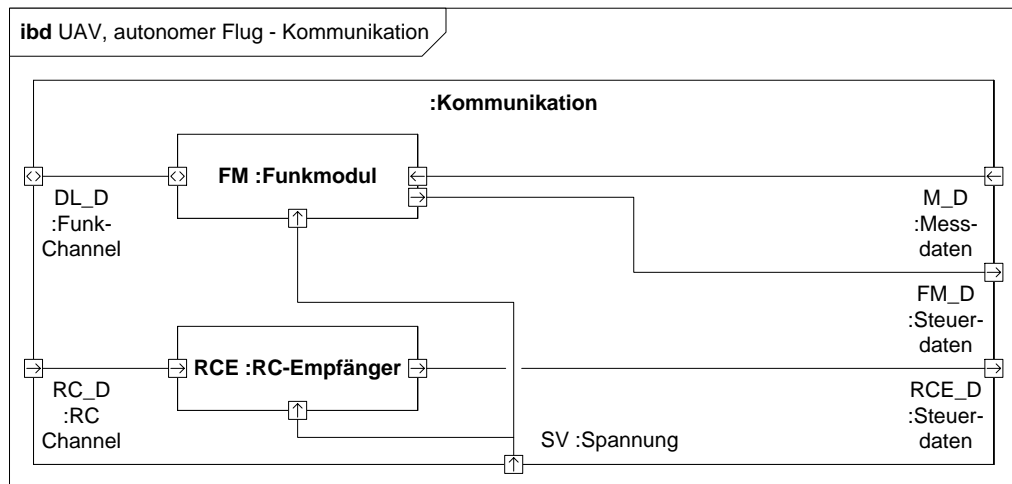 ibd UAV, autonomer Flug - Kommunikation
:Kommunikation
FM :Funkmodul
DL_D
:Funk-
Channel
M_D
:Mess-
daten
FM_D
:Steuer-
daten
RCE :RC-Empfänger
RC_D
:RC
Channel
RCE_D
:Steuer-
daten
SV :Spannung